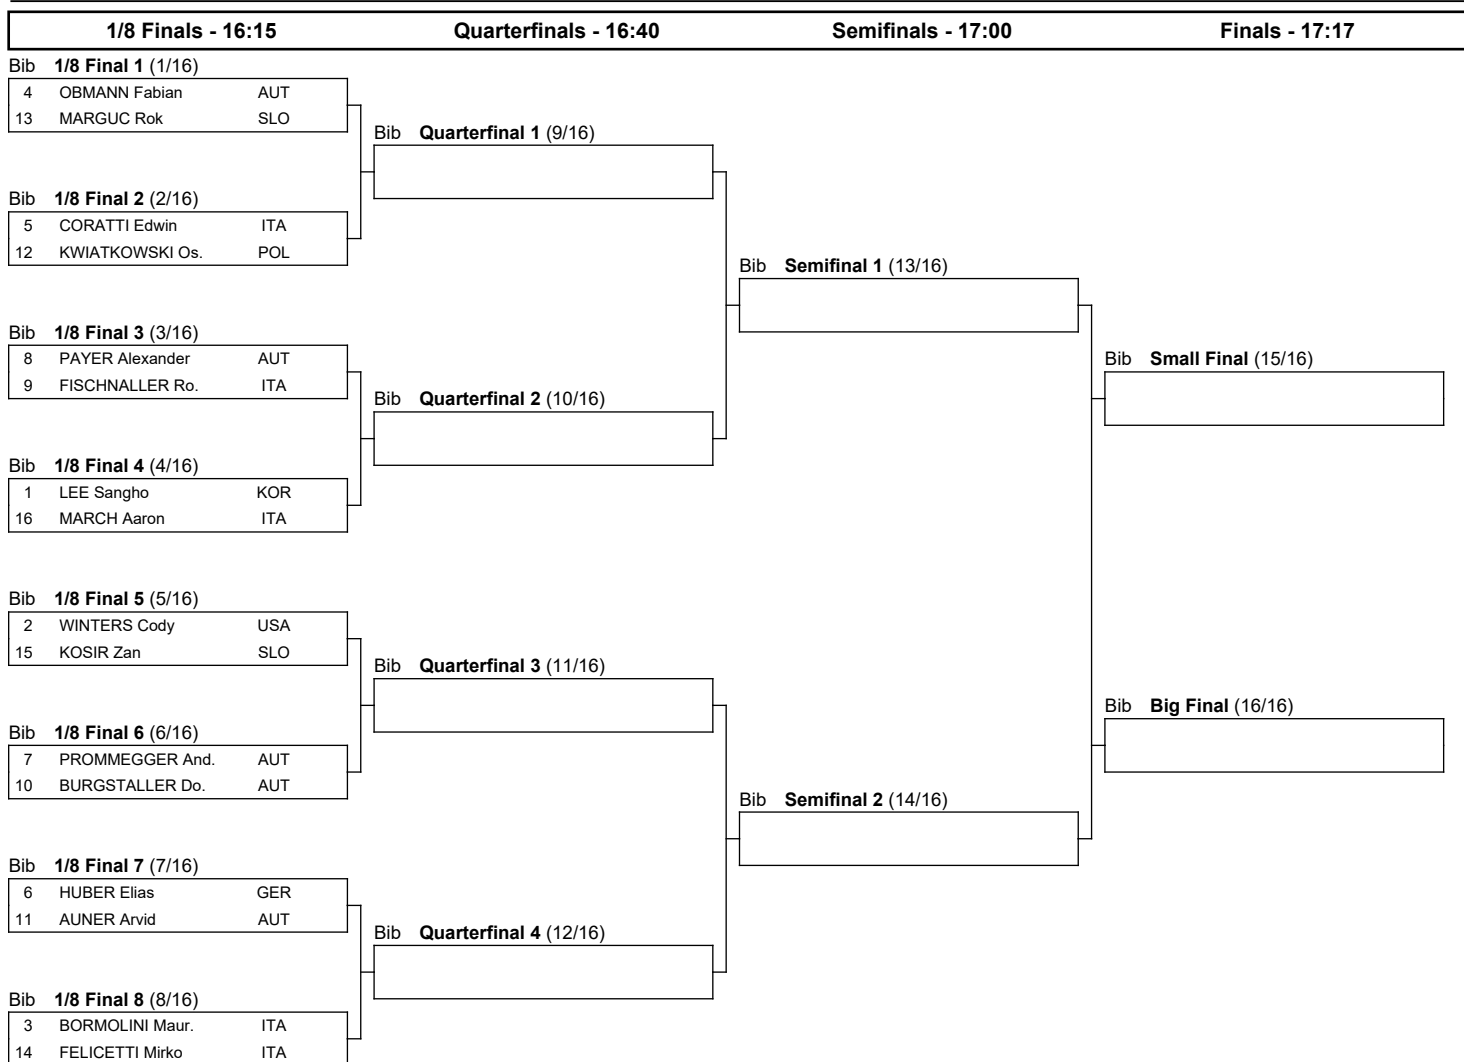 1/8 Finals - 16:15 Quarterfinals - 16:40 Semifinals - 17:00 Finals - 17:17
Bib 1/8 Final 1 (1/16)
4 OBMANN Fabian AUT
13 MARGUC Rok SLO
Bib Quarterfinal 1 (9/16)
Bib 1/8 Final 2 (2/16)
5 CORATTI Edwin ITA
12 KWIATKOWSKI Os. POL
Bib Semifinal 1 (13/16)
Bib 1/8 Final 3 (3/16)
8 PAYER Alexander AUT
9 FISCHNALLER Ro. ITA
Bib Small Final (15/16)
Bib Quarterfinal 2 (10/16)
Bib 1/8 Final 4 (4/16)
1 LEE Sangho KOR
16 MARCH Aaron ITA
Bib 1/8 Final 5 (5/16)
2 WINTERS Cody USA
15 KOSIR Zan SLO
Bib Quarterfinal 3 (11/16)
Bib Big Final (16/16)
Bib 1/8 Final 6 (6/16)
7 PROMMEGGER And. AUT
10 BURGSTALLER Do. AUT
Bib Semifinal 2 (14/16)
Bib 1/8 Final 7 (7/16)
6 HUBER Elias GER
11 AUNER Arvid AUT
Bib Quarterfinal 4 (12/16)
Bib 1/8 Final 8 (8/16)
3 BORMOLINI Maur. ITA
14 FELICETTI Mirko ITA